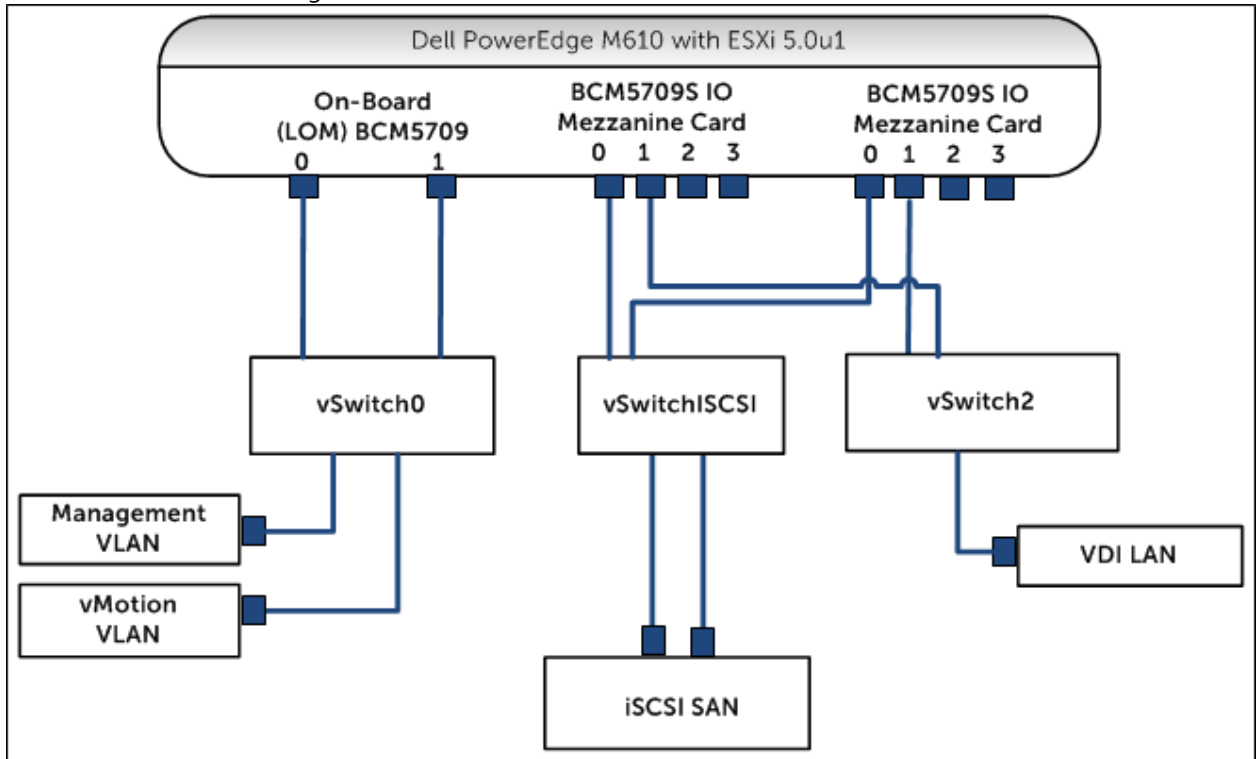 Dell PowerEdge M610 with ESXi 5.0u1
On-Board
(LOM) BCM5709
0 1
BCM5709S IO
Mezzanine Card
0 1 2 3
BCM5709S IO
Mezzanine Card
0 1 2 3
vSwitch0
vSwitchISCSI
vSwitch2
Management
VLAN
vMotion
VLAN
VDI LAN
iSCSI SAN